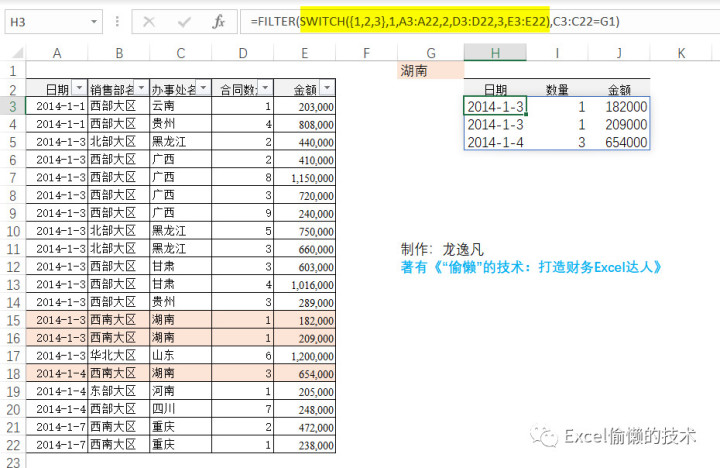 H3 =FILTER(SWITCH({1,2,3},1,A3:A22,2,D3:D22,3,E3:E22),C3:C22=G1)
A B C D E F G H I J K L
1 湖南
2 日期 销售部名 办事处名 合同数 金额 日期 数量 金额
3 2014-1-1 西部大区 云南 1 203,000 2014-1-3 1 182000
4 2014-1-1 西部大区 贵州 4 808,000 2014-1-3 1 209000
5 2014-1-3 北部大区 黑龙江 2 440,000 2014-1-4 3 654000
6 2014-1-3 西部大区 广西 2 410,000
7 2014-1-3 西部大区 广西 8 1,150,000
8 2014-1-3 西部大区 广西 3 720,000
9 2014-1-3 西部大区 广西 9 240,000
10 2014-1-3 北部大区 黑龙江 5 750,000
11 2014-1-3 北部大区 黑龙江 3 660,000 制作：龙逸凡
12 2014-1-3 西部大区 甘肃 3 603,000 著有《“偷懒”的技术：打造财务Excel达人》
13 2014-1-3 西部大区 甘肃 4 1,016,000
14 2014-1-3 西部大区 贵州 3 289,000
15 2014-1-3 西南大区 湖南 1 182,000
16 2014-1-3 西南大区 湖南 1 209,000
17 2014-1-3 华北大区 山东 6 1,200,000
18 2014-1-4 西南大区 湖南 3 654,000
19 2014-1-4 东部大区 河南 1 205,000
20 2014-1-4 西部大区 四川 7 248,000
21 2014-1-7 西南大区 重庆 2 472,000
22 2014-1-7 西南大区 重庆 1 238,000
23
Excel偷懒的技术